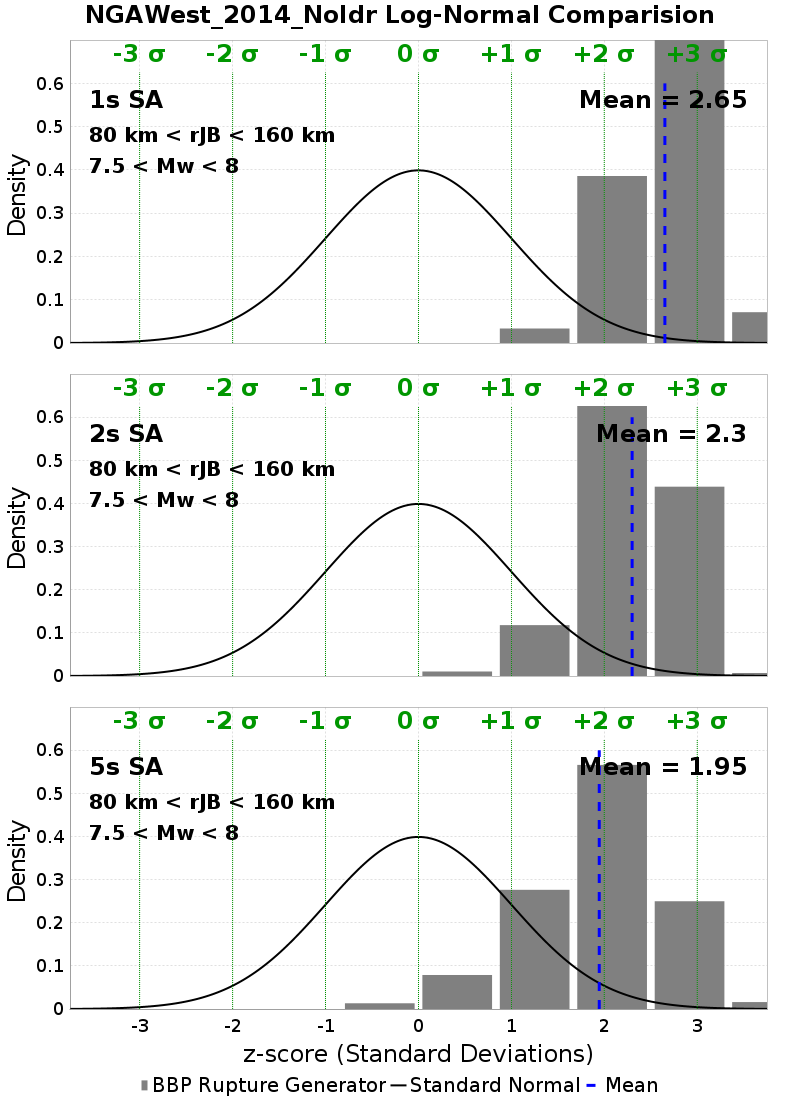 NGAWest_2014_NoIdr Log-Normal Comparision
-3 σ -2 σ -1 σ 0 σ +1 σ +2 σ +3 σ
0.6
1s SA Mean = 2.65
0.5
80 km < rJB < 160 km
0.4
7.5 < Mw < 8
0.3
0.2
0.1
0
Density
-3 σ -2 σ -1 σ 0 σ +1 σ +2 σ +3 σ
0.6
2s SA Mean = 2.3
0.5
80 km < rJB < 160 km
0.4
7.5 < Mw < 8
0.3
0.2
0.1
0
Density
-3 σ -2 σ -1 σ 0 σ +1 σ +2 σ +3 σ
0.6
5s SA Mean = 1.95
0.5
80 km < rJB < 160 km
0.4
7.5 < Mw < 8
0.3
0.2
0.1
0
Density
-3 -2 -1 0 1 2 3
z-score (Standard Deviations)
BBP Rupture Generator Standard Normal Mean